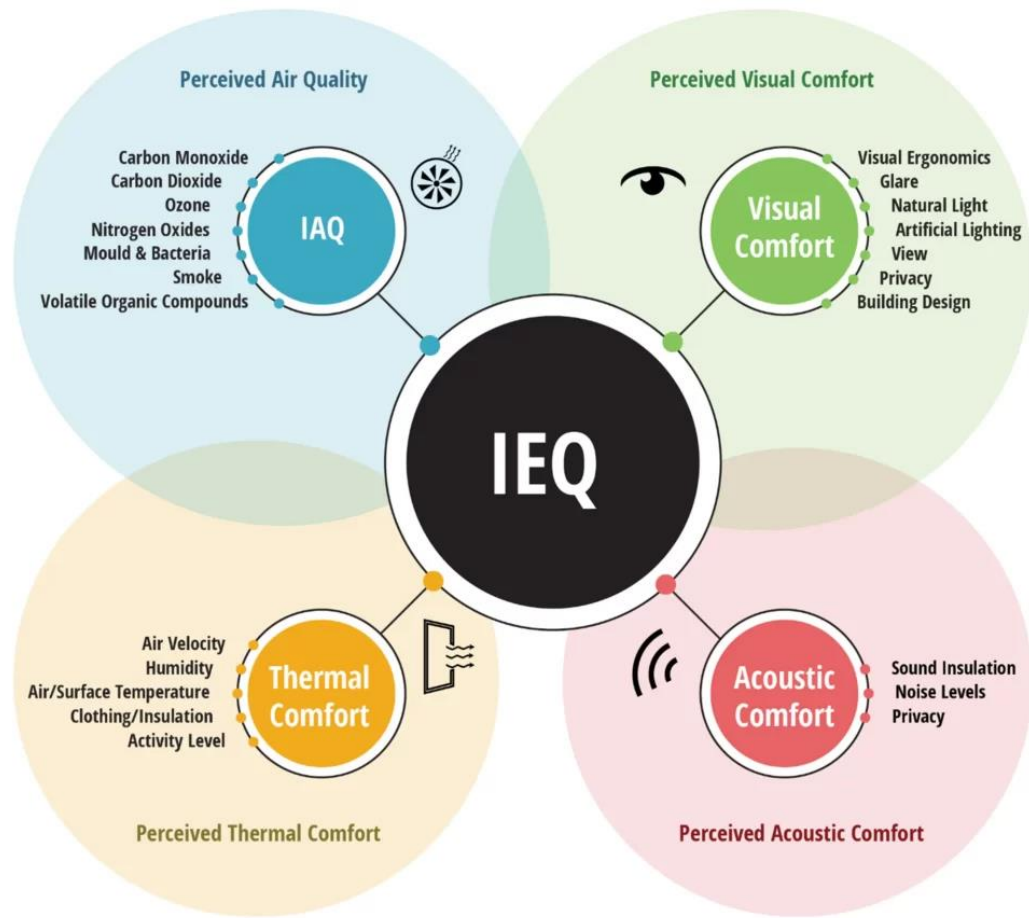 Perceived Air Quality
Carbon Monoxide
Carbon Dioxide
Ozone
Nitrogen Oxides
Mould & Bacteria
Smoke
Volatile Organic Compounds
IAQ
Perceived Visual Comfort
Visual
Comfort
Visual Ergonomics
Glare
Natural Light
Artificial Lighting
View
Privacy
Building Design
IEQ
Air Velocity
Humidity
Air/Surface Temperature
Clothing/Insulation
Activity Level
Thermal
Comfort
Perceived Thermal Comfort
Acoustic
Comfort
Sound Insulation
Noise Levels
Privacy
Perceived Acoustic Comfort